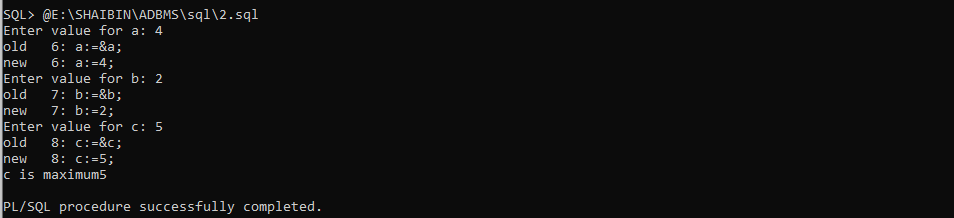 SQL> @E:\SHAIBIN\ADBMS\sql\2.sql
Enter value for a: 4
old   6: a:=&a;
new   6: a:=4;
Enter value for b: 2
old   7: b:=&b;
new   7: b:=2;
Enter value for c: 5
old   8: c:=&c;
new   8: c:=5;
c is maximum5
PL/SQL procedure successfully completed.